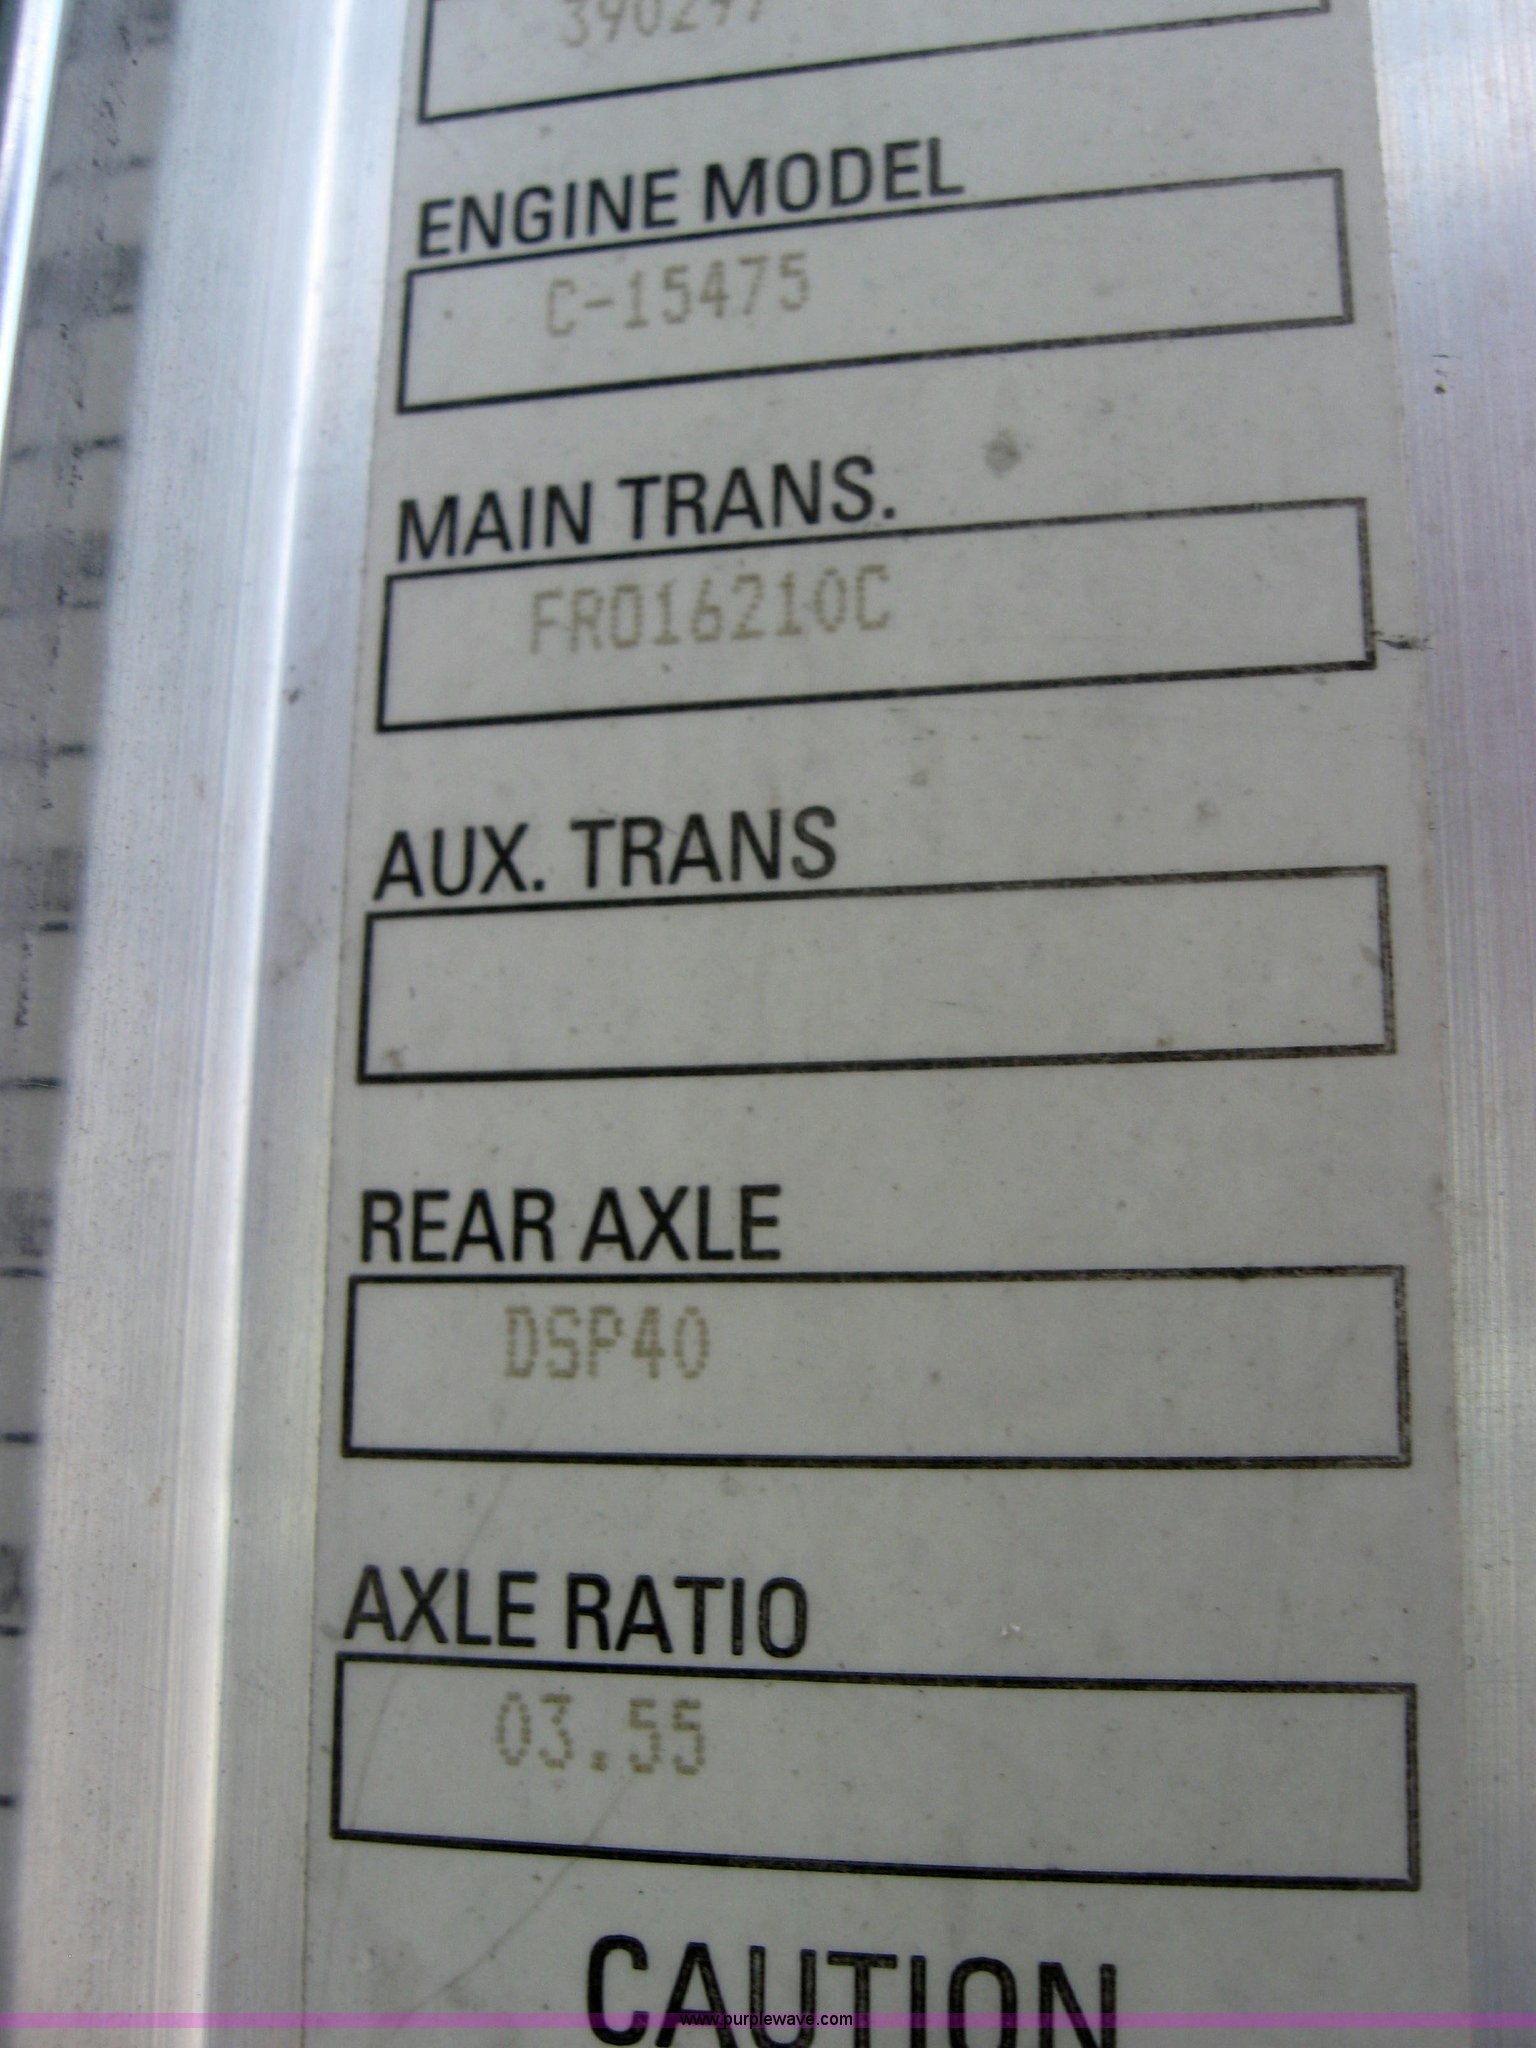 390297
ENGINE MODEL
C-15475
MAIN TRANS.
FRO16210C
AUX. TRANS
REAR AXLE
DSP40
AXLE RATIO
03.55
CAUTION
www.purplewave.com